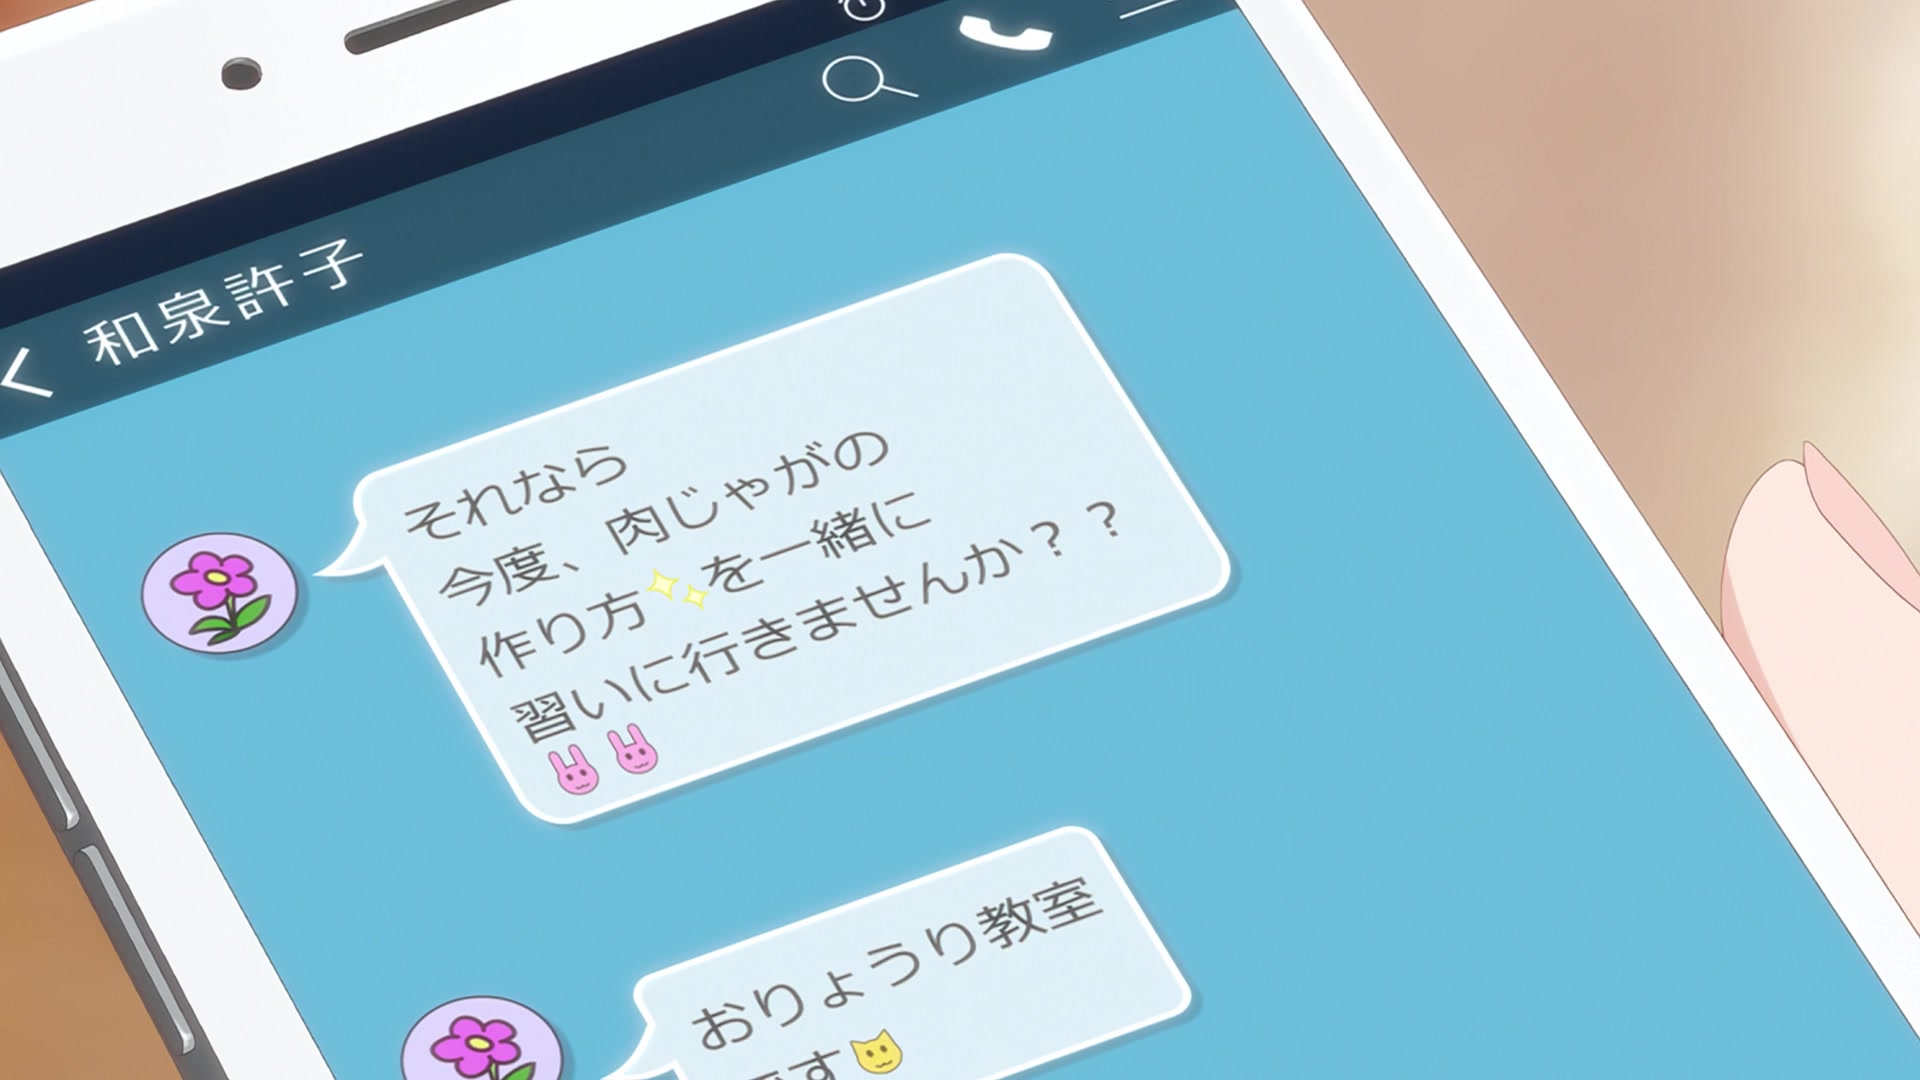 和泉許子
それなら
今度、肉じゃがの
作り方✨を一緒に
習いに行きませんか？？
🐰🐰
おりょうり教室
です🐱